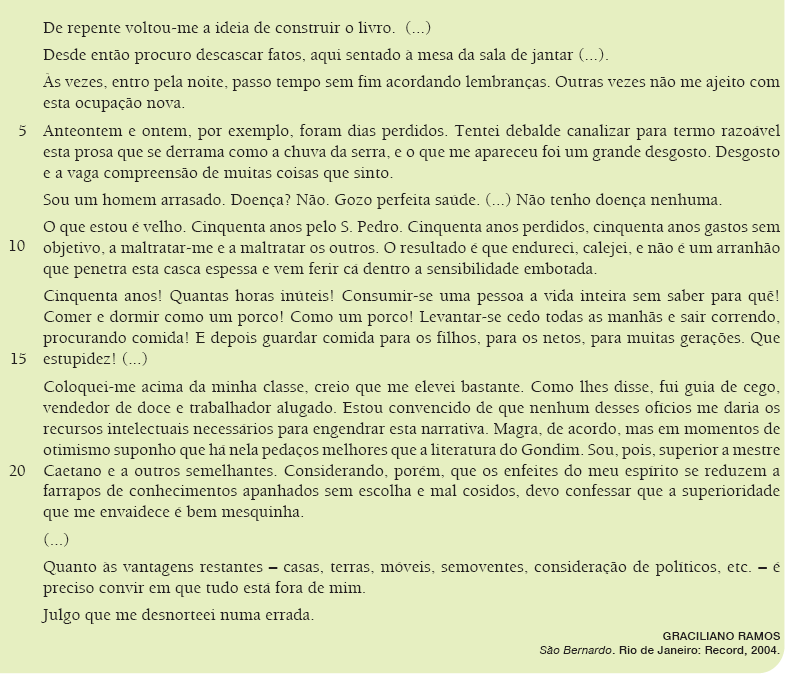 De repente voltou-me a ideia de construir o livro. (...)
Desde então procuro descascar fatos, aqui sentado à mesa da sala de jantar (...).
Às vezes, entro pela noite, passo tempo sem fim acordando lembranças. Outras vezes não me ajeito com
esta ocupação nova.
5 Anteontem e ontem, por exemplo, foram dias perdidos. Tentei debalde canalizar para termo razoável
esta prosa que se derrama como a chuva da serra, e o que me apareceu foi um grande desgosto. Desgosto
e a vaga compreensão de muitas coisas que sinto.
Sou um homem arrasado. Doença? Não. Gozo perfeita saúde. (...) Não tenho doença nenhuma.
O que estou é velho. Cinquenta anos pelo S. Pedro. Cinquenta anos perdidos, cinquenta anos gastos sem
10 objetivo, a maltratar-me e a maltratar os outros. O resultado é que endureci, calejei, e não é um arranhão
que penetra esta casca espessa e vem ferir cá dentro a sensibilidade embotada.
Cinquenta anos! Quantas horas inúteis! Consumir-se uma pessoa a vida inteira sem saber para quê!
Comer e dormir como um porco! Como um porco! Levantar-se cedo todas as manhãs e sair correndo,
procurando comida! E depois guardar comida para os filhos, para os netos, para muitas gerações. Que
15 estupidez! (...)
Coloquei-me acima da minha classe, creio que me elevei bastante. Como lhes disse, fui guia de cego,
vendedor de doce e trabalhador alugado. Estou convencido de que nenhum desses ofícios me daria os
recursos intelectuais necessários para engendrar esta narrativa. Magra, de acordo, mas em momentos de
otimismo suponho que há nela pedaços melhores que a literatura do Gondim. Sou, pois, superior a mestre
20 Caetano e a outros semelhantes. Considerando, porém, que os enfeites do meu espírito se reduzem a
farrapos de conhecimentos apanhados sem escolha e mal cosidos, devo confessar que a superioridade
que me envaidece é bem mesquinha.
(...)
Quanto às vantagens restantes – casas, terras, móveis, semoventes, consideração de políticos, etc. – é
preciso convir em que tudo está fora de mim.
Julgo que me desnorteei numa errada.
GRACILIANO RAMOS
São Bernardo. Rio de Janeiro: Record, 2004.